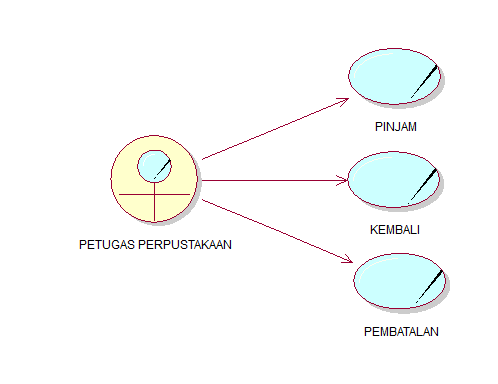 PINJAM
PETUGAS PERPUSTAKAAN
KEMBALI
PEMBATALAN